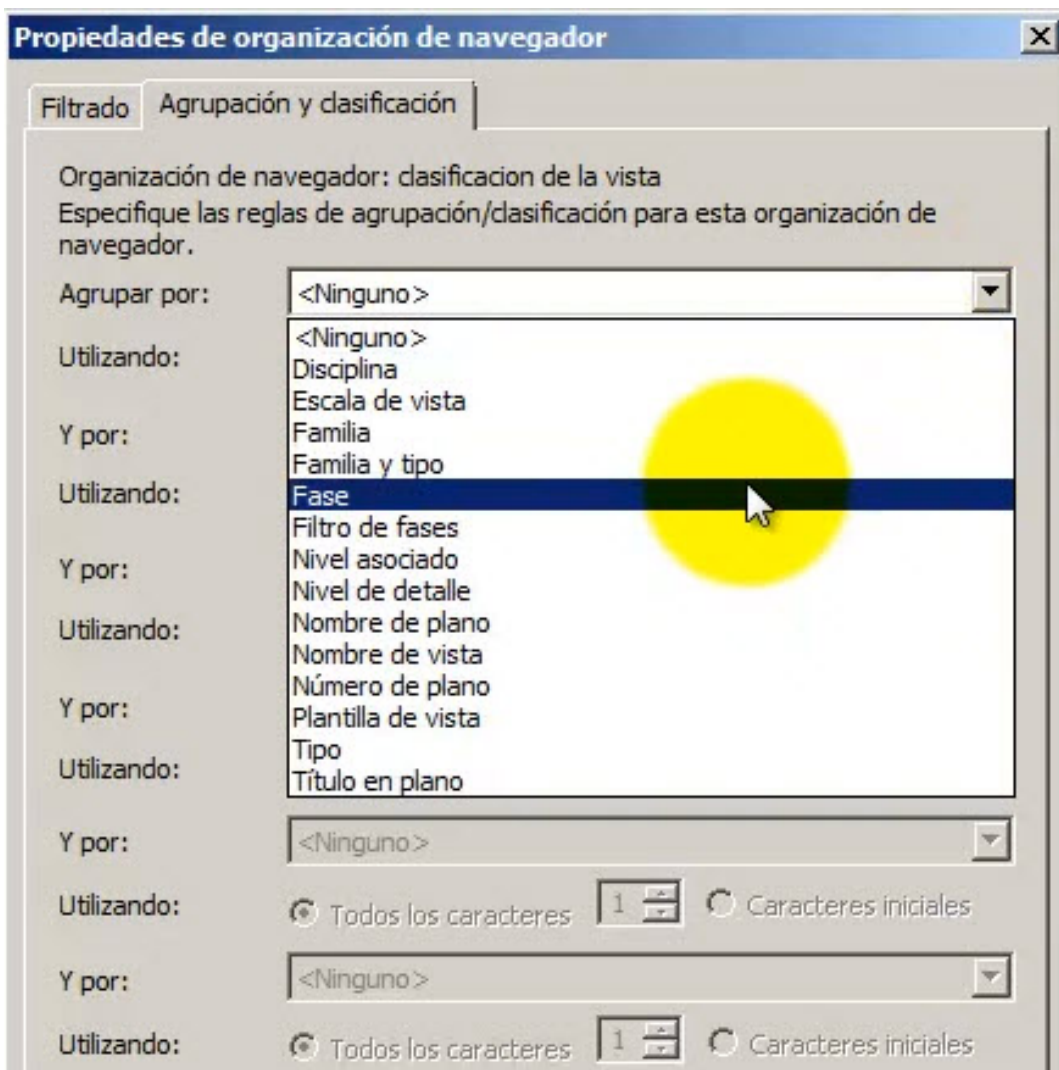 Propiedades de organización de navegador
Filtrado
Agrupación y clasificación
Organización de navegador: clasificacion de la vista
Especifique las reglas de agrupación/clasificación para esta organización de
navegador.
Agrupar por:
<Ninguno>
<Ninguno>
Utilizando:
Disciplina
Escala de vista
Y por:
Familia
Familia y tipo
Utilizando:
Fase
Filtro de fases
Y por:
Nivel asociado
Nivel de detalle
Utilizando:
Nombre de plano
Nombre de vista
Número de plano
Y por:
Plantilla de vista
Tipo
Utilizando:
Título en plano
Y por:
<Ninguno>
Utilizando:
Todos los caracteres 1 Caracteres iniciales
Y por:
<Ninguno>
Utilizando:
Todos los caracteres 1 Caracteres iniciales